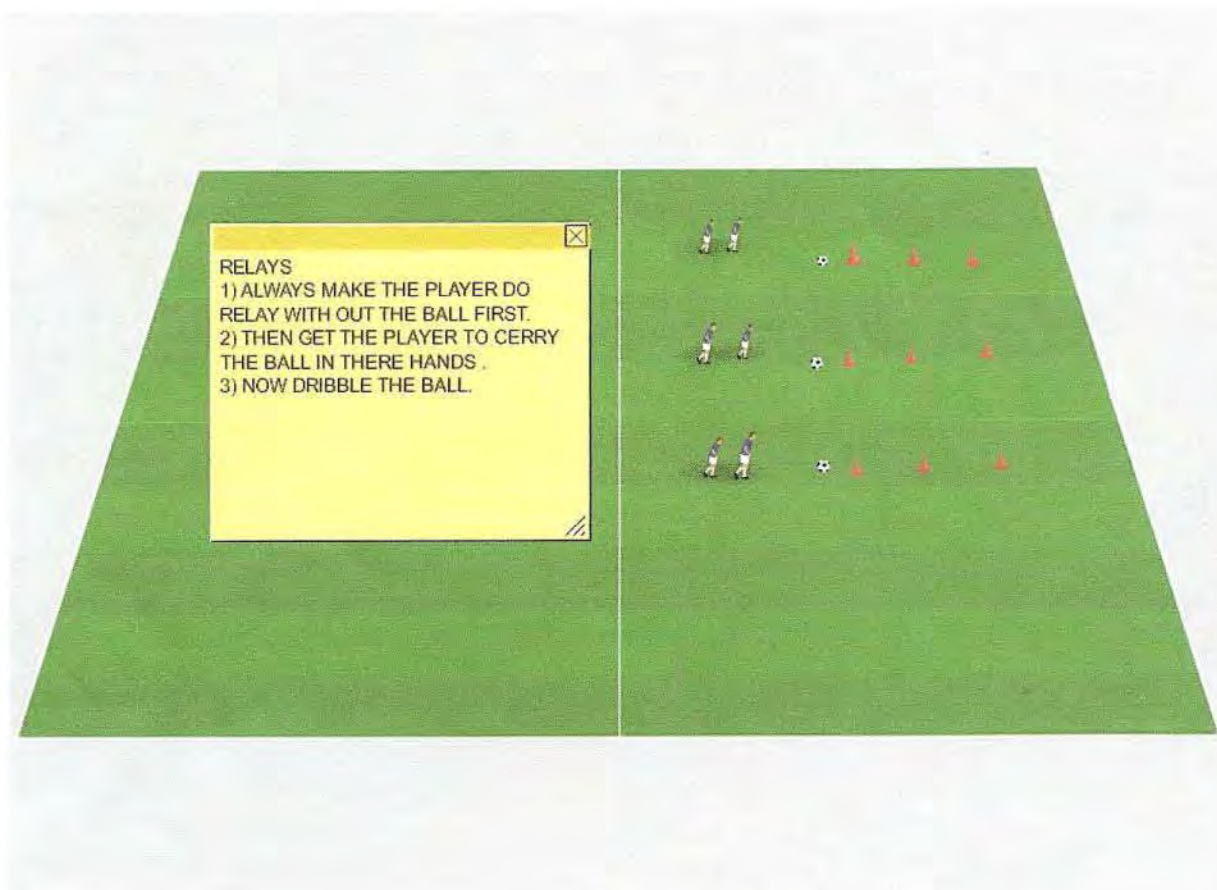 RELAYS
1) ALWAYS MAKE THE PLAYER DO
RELAY WITH OUT THE BALL FIRST.
2) THEN GET THE PLAYER TO CERRY
THE BALL IN THERE HANDS .
3) NOW DRIBBLE THE BALL.